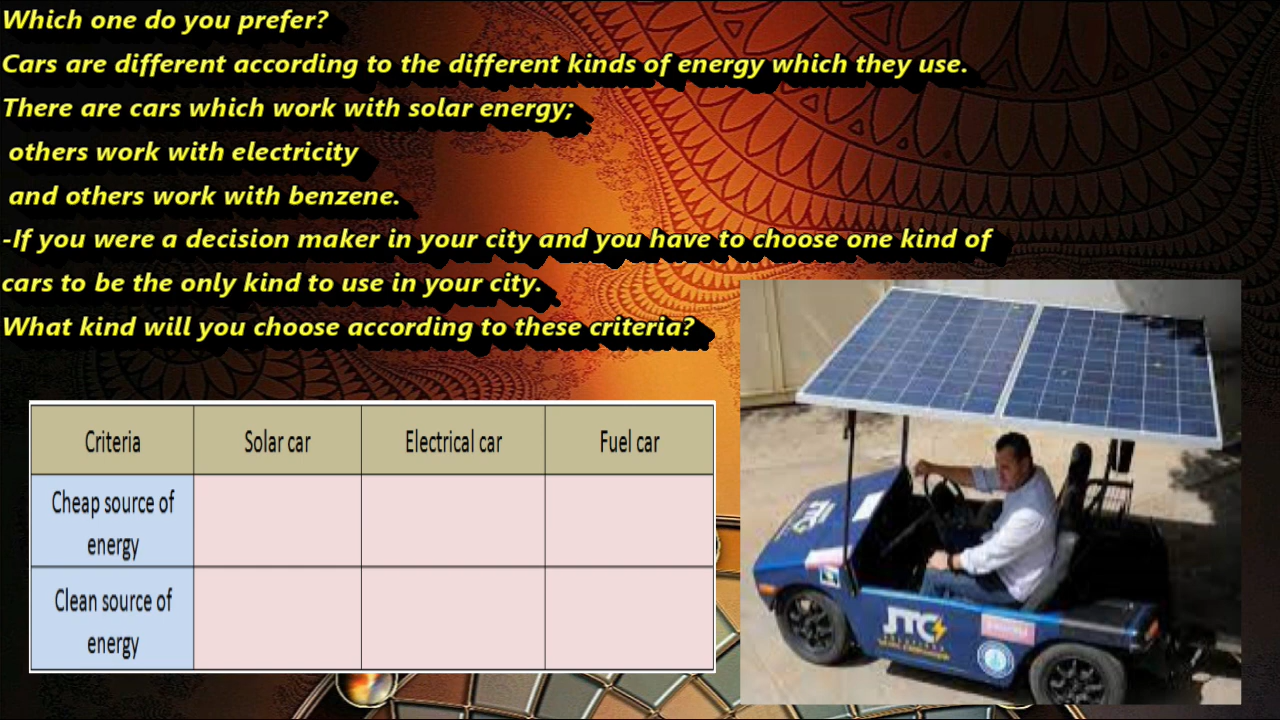 Which one do you prefer?
Cars are different according to the different kinds of energy which they use.
There are cars which work with solar energy;
others work with electricity
and others work with benzene.
-If you were a decision maker in your city and you have to choose one kind of
cars to be the only kind to use in your city.
What kind will you choose according to these criteria?
Criteria Solar car Electrical car Fuel car
Cheap source of
energy
Clean source of
energy
JTC
JTC